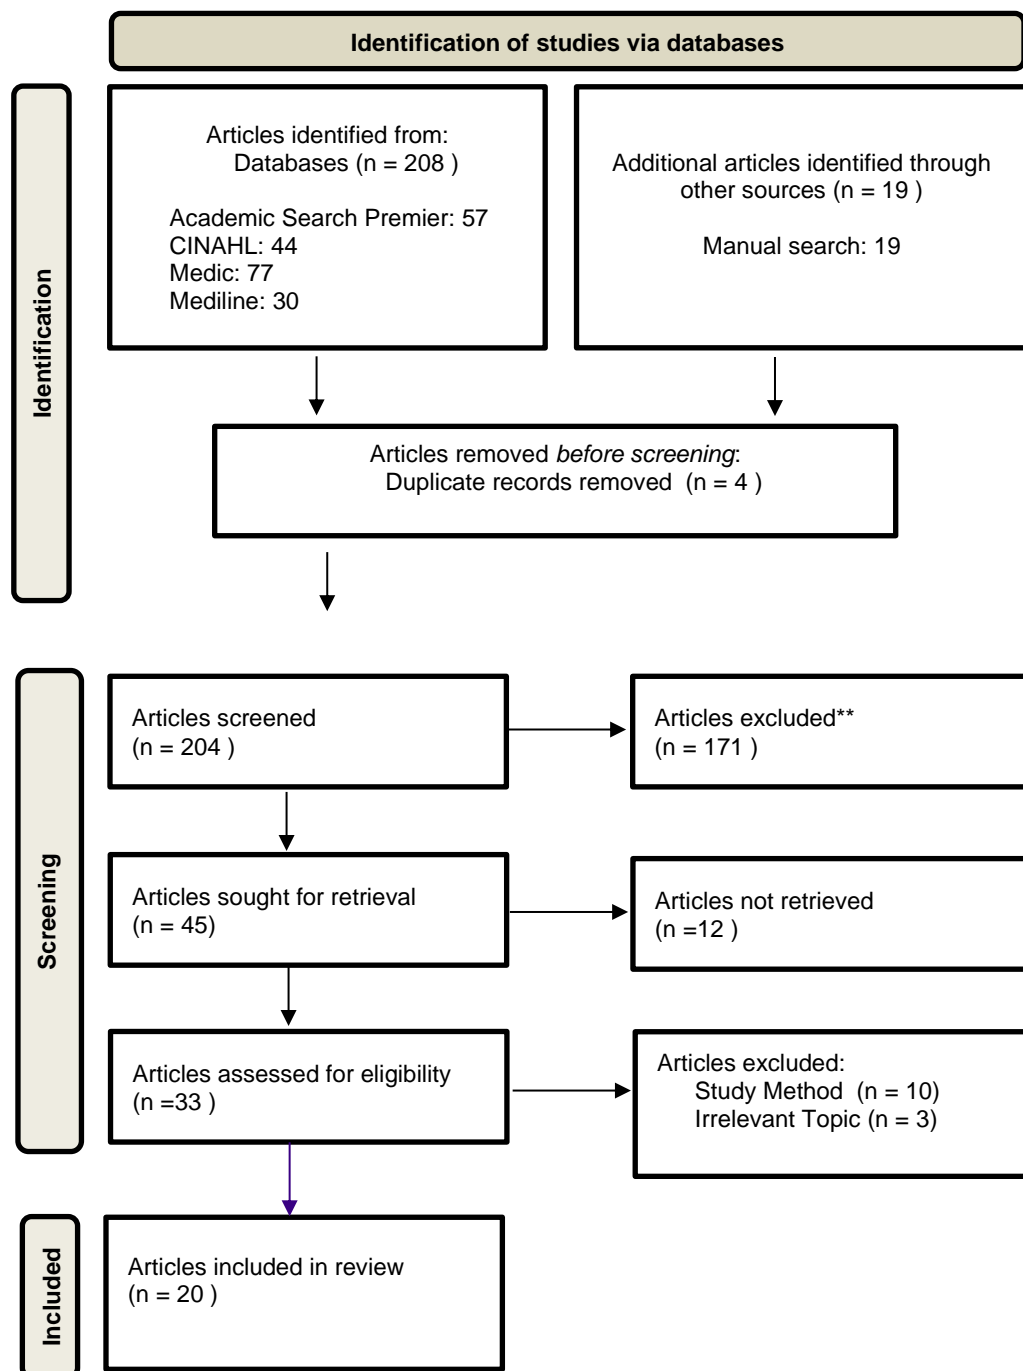 Identification of studies via databases
Identification
Articles identified from:
Databases (n = 208 )
Academic Search Premier: 57
CINAHL: 44
Medic: 77
Mediline: 30
Additional articles identified through
other sources (n = 19 )
Manual search: 19
Articles removed before screening:
Duplicate records removed (n = 4 )
Screening
Articles screened
(n = 204 )
Articles excluded**
(n = 171 )
Articles sought for retrieval
(n = 45)
Articles not retrieved
(n =12 )
Articles assessed for eligibility
(n =33 )
Articles excluded:
Study Method (n = 10)
Irrelevant Topic (n = 3)
Included
Articles included in review
(n = 20 )